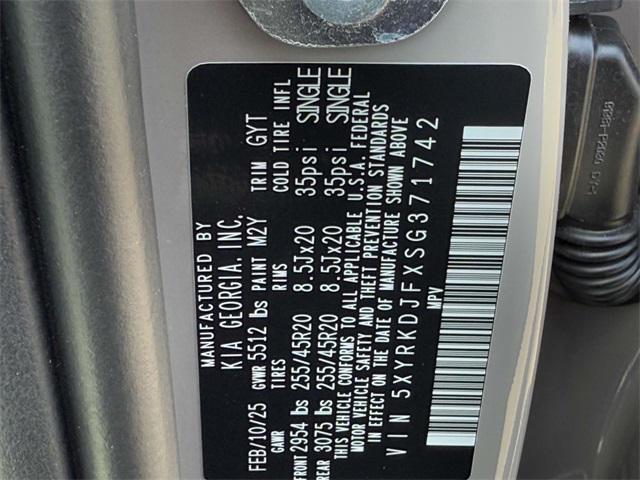 MANUFACTURED BY
KIA GEORGIA, INC.
FEB/10/25 GVWR 5512 lbs PAINT M2Y TRIM GYT
GAWR TIRES RIMS COLD TIRE INFL
FRONT 2954 lbs 255/45R20 8.5Jx20 35psi SINGLE
REAR 3075 lbs 255/45R20 8.5Jx20 35psi SINGLE
THIS VEHICLE CONFORMS TO ALL APPLICABLE U.S.A. FEDERAL
MOTOR VEHICLE SAFETY AND THEFT PREVENTION STANDARDS
IN EFFECT ON THE DATE OF MANUFACTURE SHOWN ABOVE
VIN 5XYRKDJFXSG371742
MPV